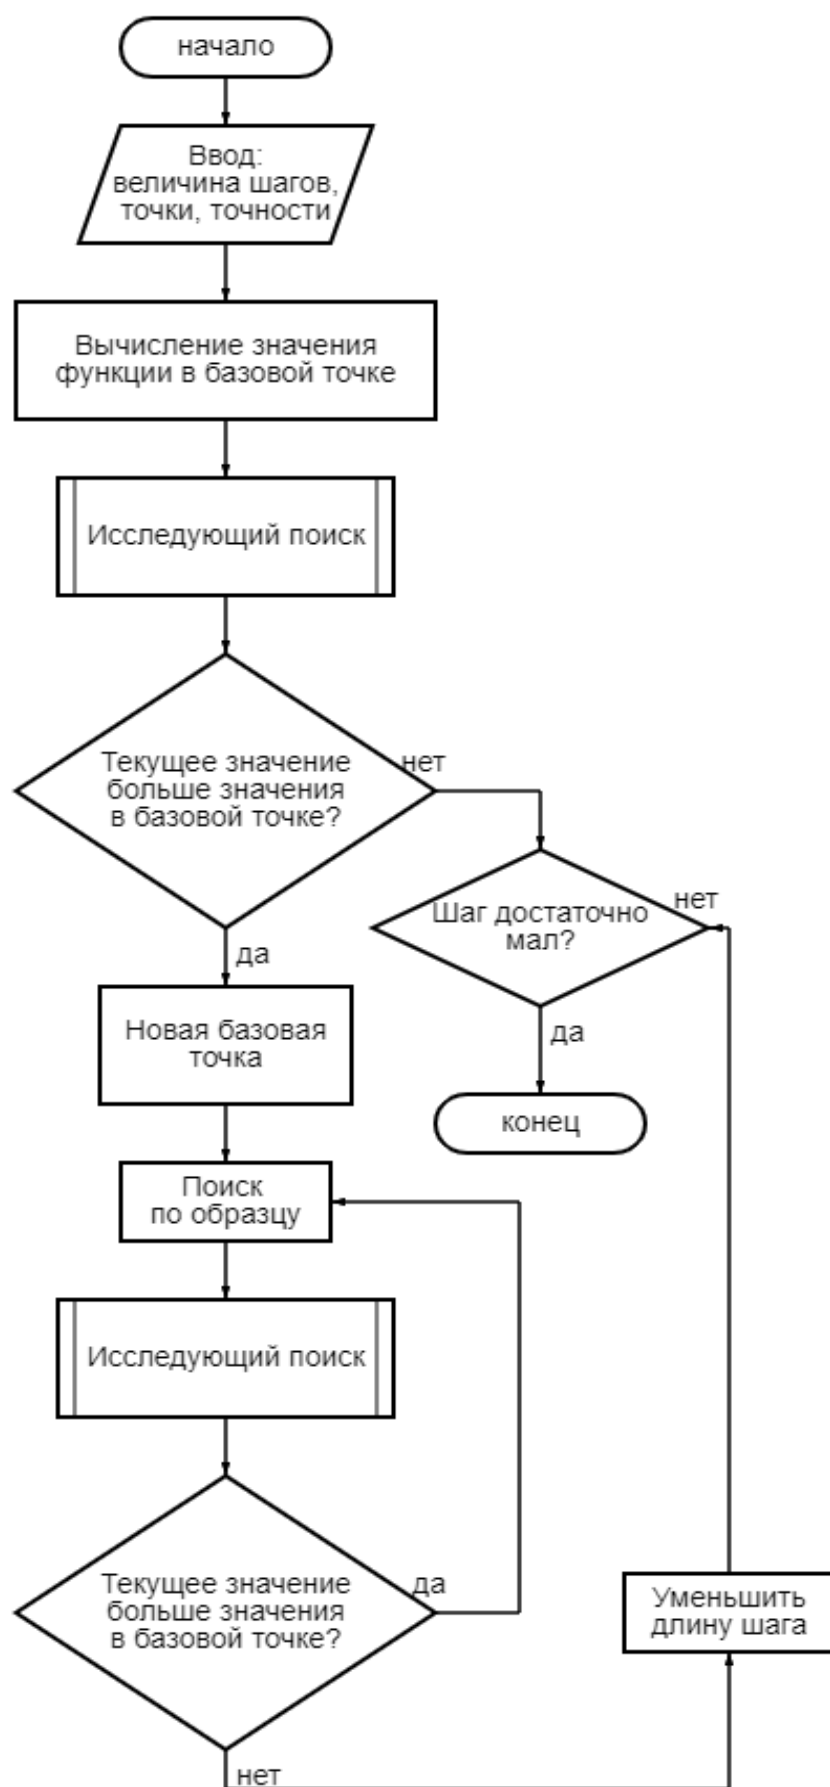 начало
Ввод:
величина шагов,
точки, точности
Вычисление значения
функции в базовой точке
Исследующий поиск
Текущее значение
больше значения
в базовой точке?
нет
да
Шаг достаточно
мал?
нет
да
конец
Новая базовая
точка
Поиск
по образцу
Исследующий поиск
Текущее значение
больше значения
в базовой точке?
да
нет
Уменьшить
длину шага